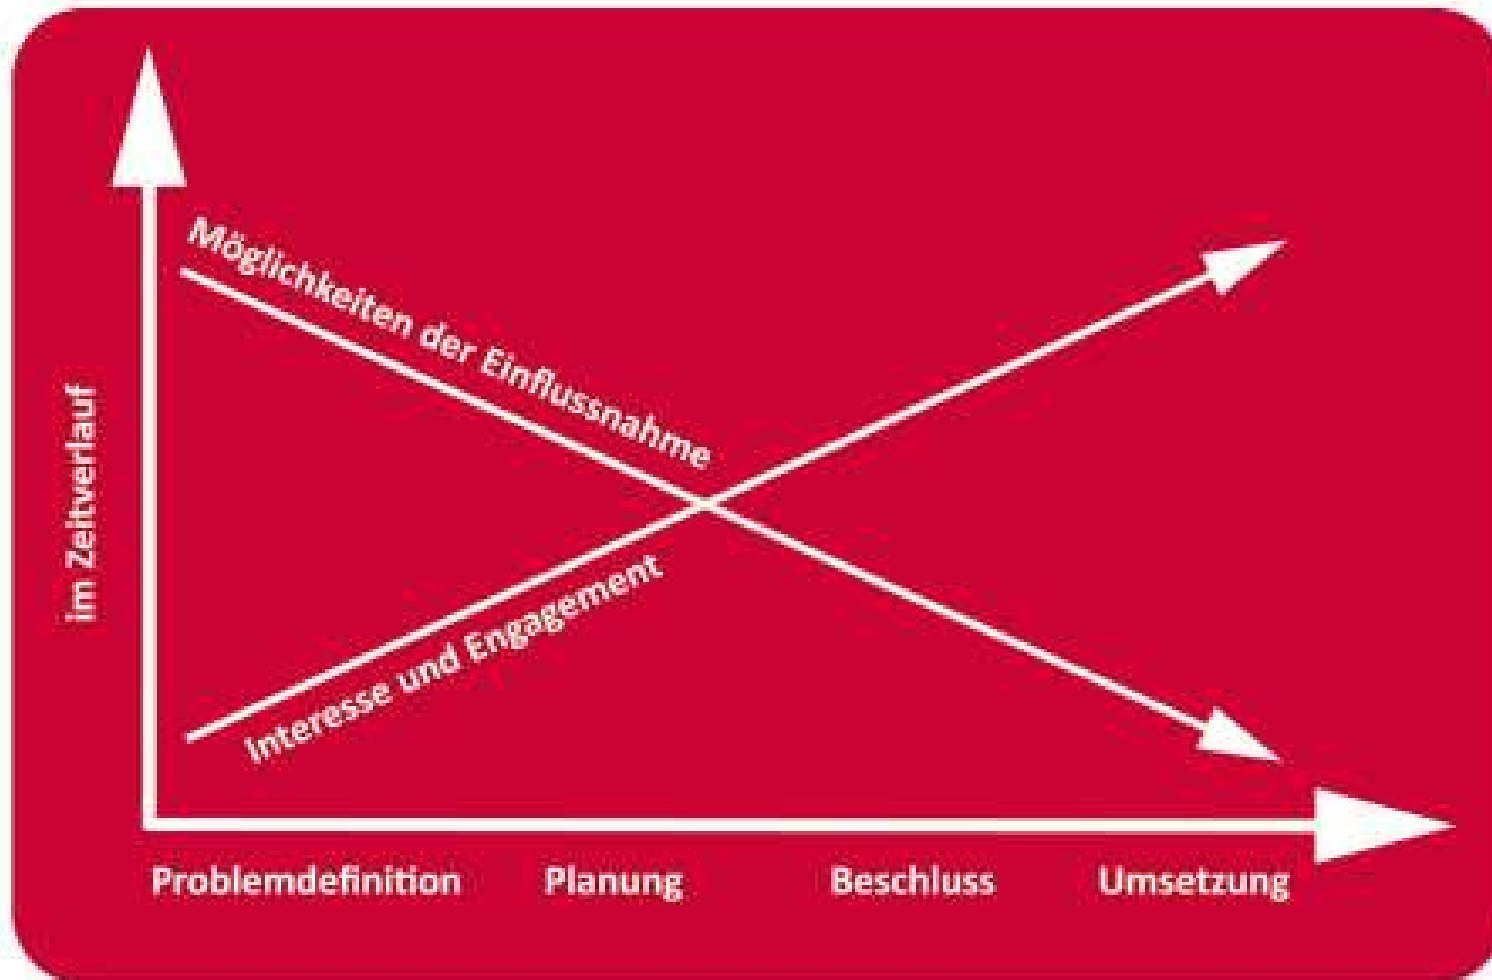 Möglichkeiten der Einflussnahme
im Zeitverlauf
Interesse und Engagement
Problemdefinition
Planung
Beschluss
Umsetzung